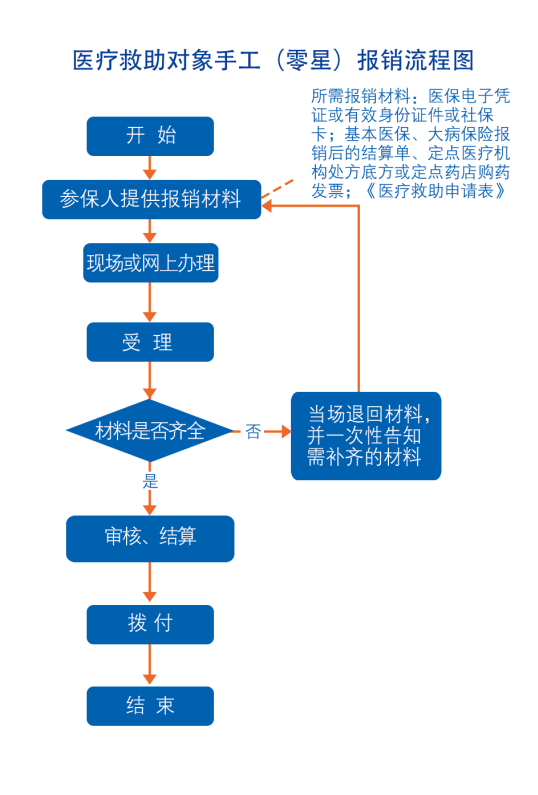 医疗救助对象手工（零星）报销流程图
所需报销材料：医保电子凭
证或有效身份证件或社保
卡；基本医保、大病保险报
销后的结算单、定点医疗机
构处方底方或定点药店购药
发票；《医疗救助申请表》
开 始
参保人提供报销材料
现场或网上办理
受 理
材料是否齐全
否
当场退回材料，
并一次性告知
需补齐的材料
是
审核、结算
拨 付
结 束